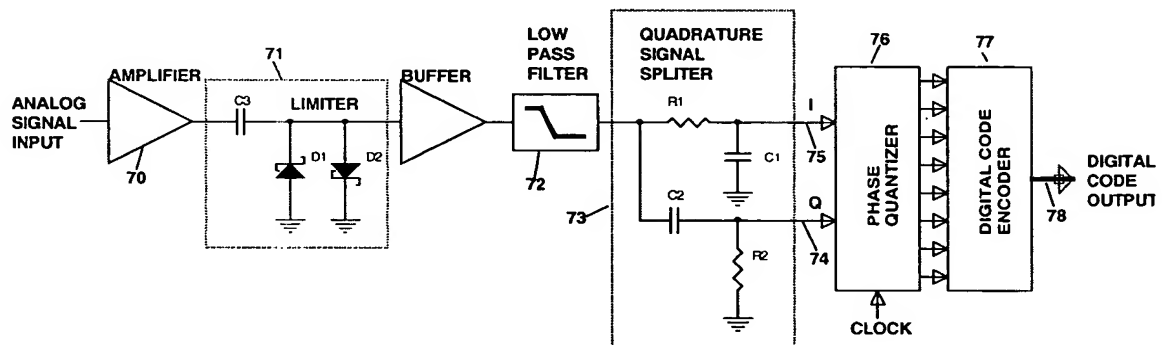 ANALOG
SIGNAL
INPUT
AMPLIFIER
70
71
C3
LIMITER
D1
D2
BUFFER
LOW
PASS
FILTER
72
QUADRATURE
SIGNAL
SPLITER
73
R1
C1
C2
R2
I
75
Q
74
76
PHASE
QUANTIZER
CLOCK
77
DIGITAL CODE
ENCODER
78
DIGITAL
CODE
OUTPUT